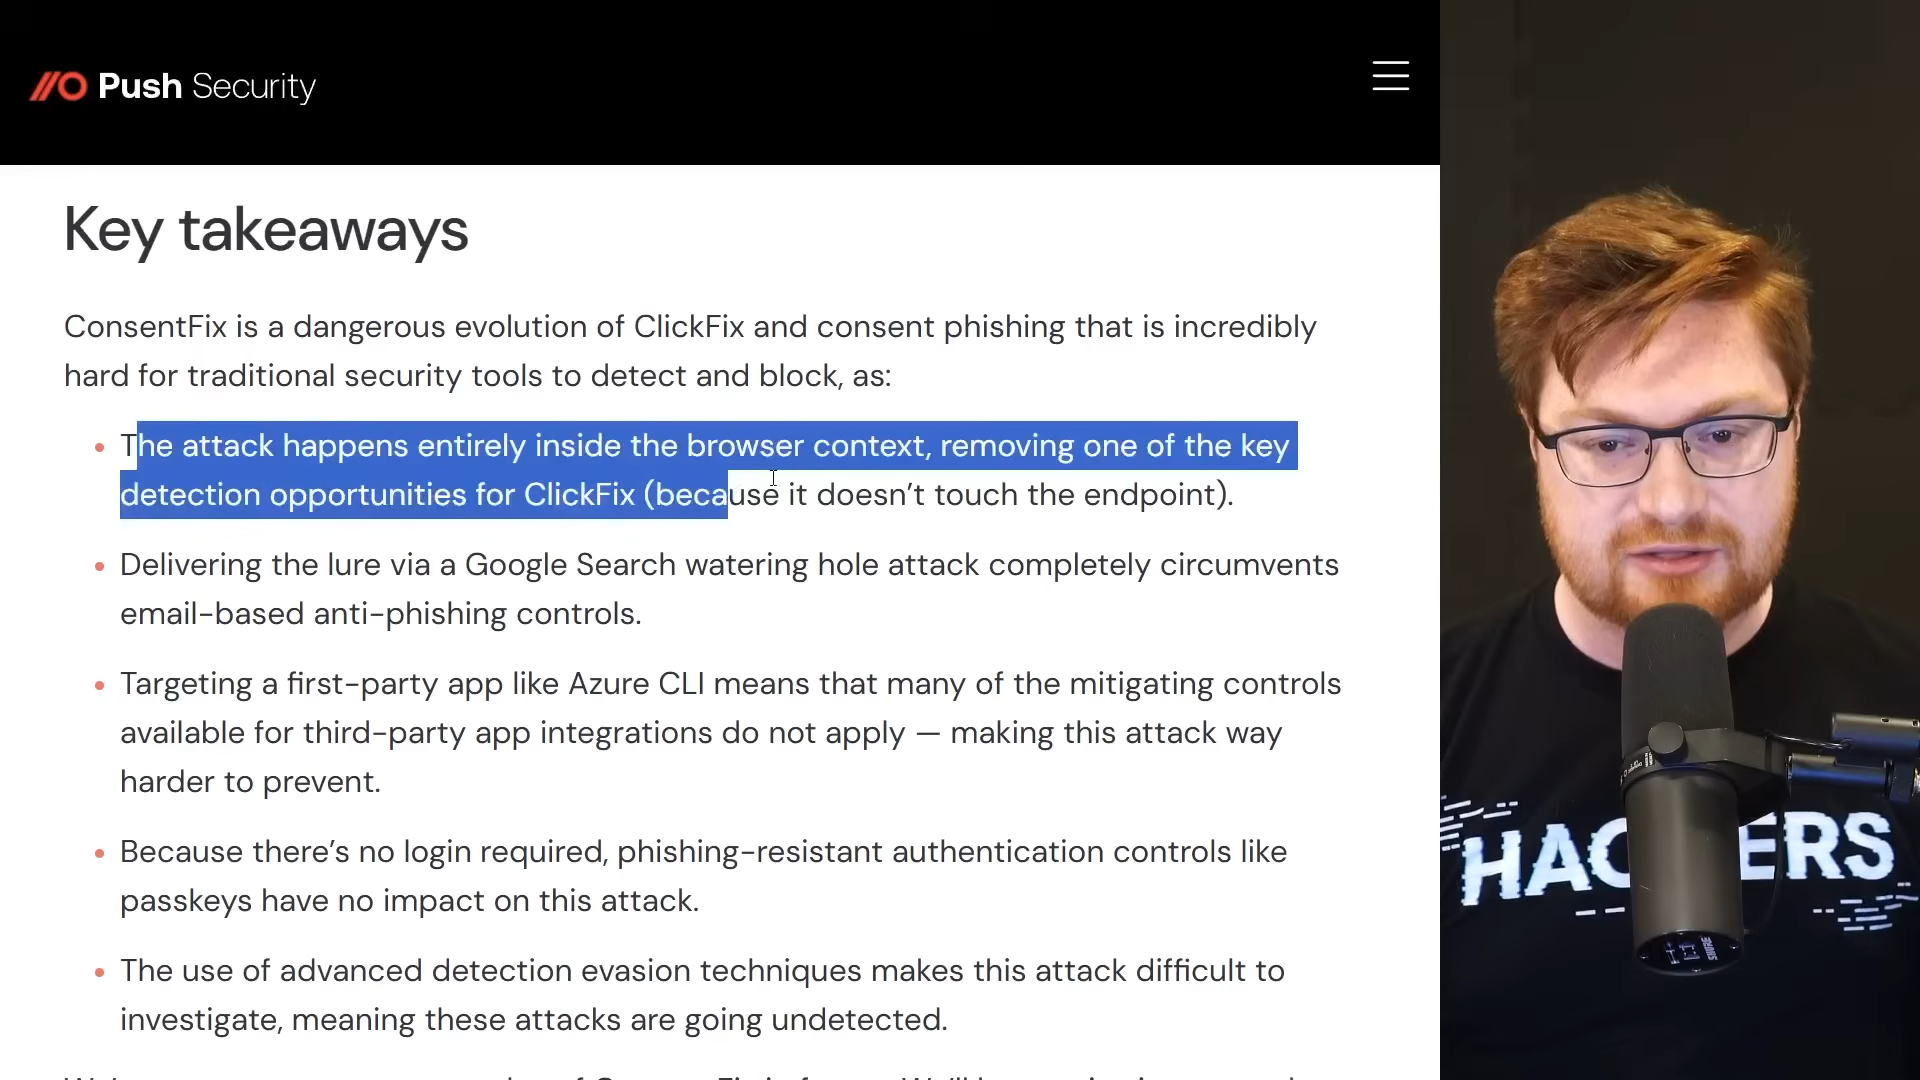 Push Security
Key takeaways
ConsentFix is a dangerous evolution of ClickFix and consent phishing that is incredibly
hard for traditional security tools to detect and block, as:
• The attack happens entirely inside the browser context, removing one of the key
detection opportunities for ClickFix (because it doesn’t touch the endpoint).
• Delivering the lure via a Google Search watering hole attack completely circumvents
email-based anti-phishing controls.
• Targeting a first-party app like Azure CLI means that many of the mitigating controls
available for third-party app integrations do not apply — making this attack way
harder to prevent.
• Because there’s no login required, phishing-resistant authentication controls like
passkeys have no impact on this attack.
• The use of advanced detection evasion techniques makes this attack difficult to
investigate, meaning these attacks are going undetected.
SHURE